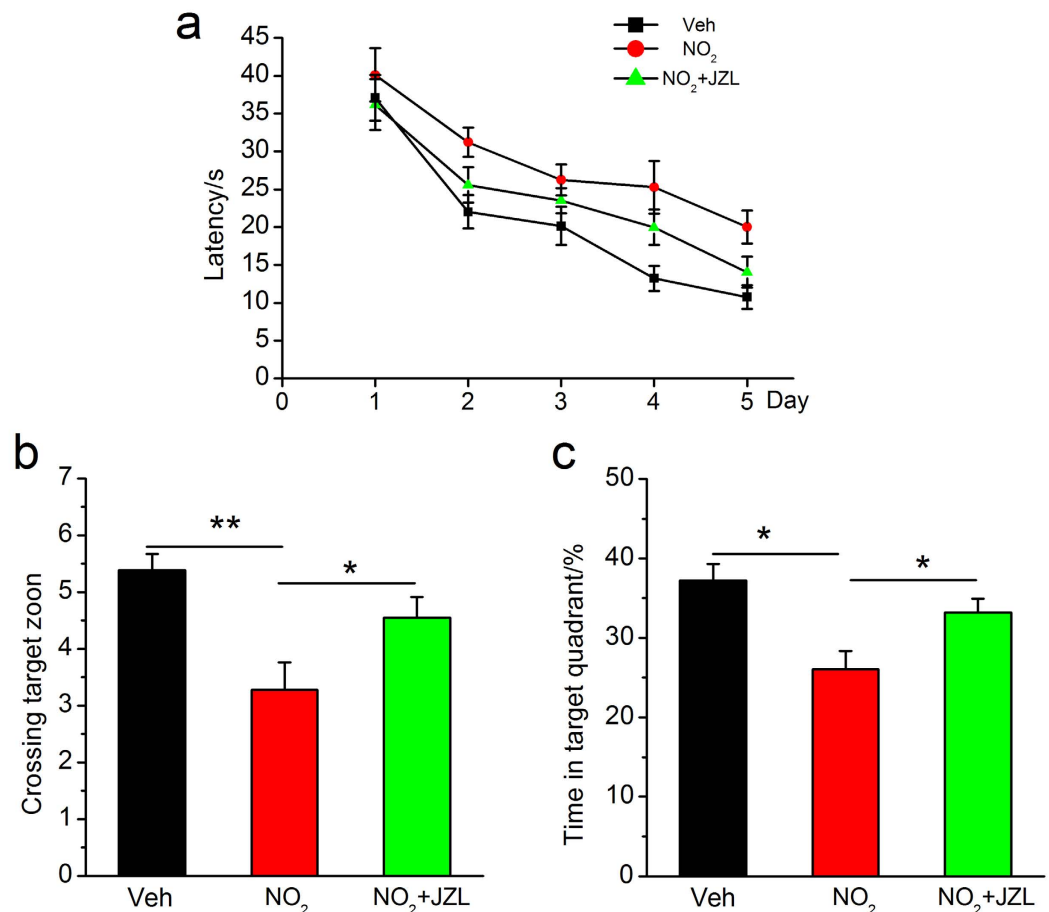 a
Veh
NO₂
NO₂+JZL
45
40
35
30
25
20
15
10
5
0
Latency/s
0 1 2 3 4 5 Day
b
7
6
5
4
3
2
1
0
Crossing target zoon
**
*
Veh NO₂ NO₂+JZL
c
50
40
30
20
10
0
Time in target quadrant/%
*
*
Veh NO₂ NO₂+JZL